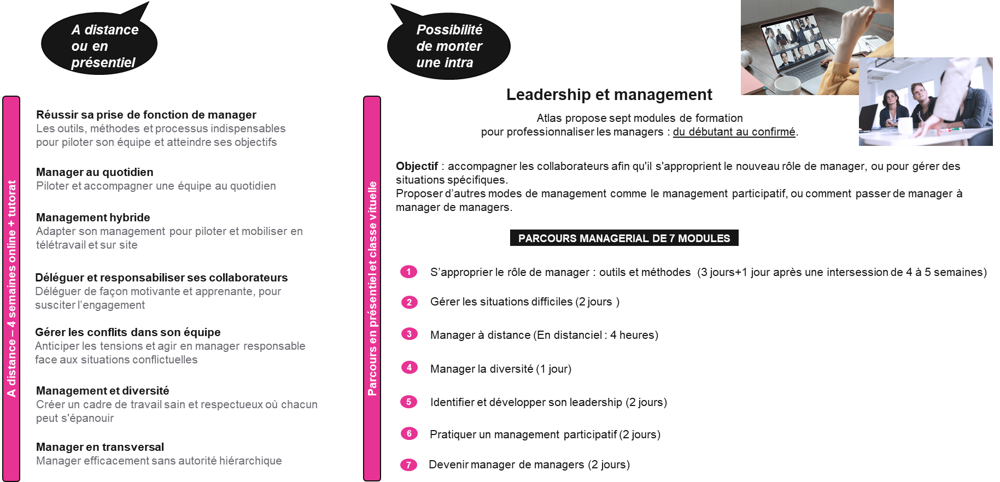 A distance
ou en
présentiel
A distance – 4 semaines online + tutorat
Réussir sa prise de fonction de manager
Les outils, méthodes et processus indispensables
pour piloter son équipe et atteindre ses objectifs
Manager au quotidien
Piloter et accompagner une équipe au quotidien
Management hybride
Adapter son management pour piloter et mobiliser en
télétravail et sur site
Déléguer et responsabiliser ses collaborateurs
Déléguer de façon motivante et apprenante, pour
susciter l’engagement
Gérer les conflits dans son équipe
Anticiper les tensions et agir en manager responsable
face aux situations conflictuelles
Management et diversité
Créer un cadre de travail sain et respectueux où chacun
peut s'épanouir
Manager en transversal
Manager efficacement sans autorité hiérarchique
Possibilité
de monter
une intra
Parcours en présentiel et classe vituelle
Leadership et management
Atlas propose sept modules de formation
pour professionnaliser les managers : du débutant au confirmé.
Objectif : accompagner les collaborateurs afin qu'il s'approprient le nouveau rôle de manager, ou pour gérer des
situations spécifiques.
Proposer d’autres modes de management comme le management participatif, ou comment passer de manager à
manager de managers.
PARCOURS MANAGERIAL DE 7 MODULES
1 S’approprier le rôle de manager : outils et méthodes (3 jours+1 jour après une intersession de 4 à 5 semaines)
2 Gérer les situations difficiles (2 jours )
3 Manager à distance (En distanciel : 4 heures)
4 Manager la diversité (1 jour)
5 Identifier et développer son leadership (2 jours)
6 Pratiquer un management participatif (2 jours)
7 Devenir manager de managers (2 jours)